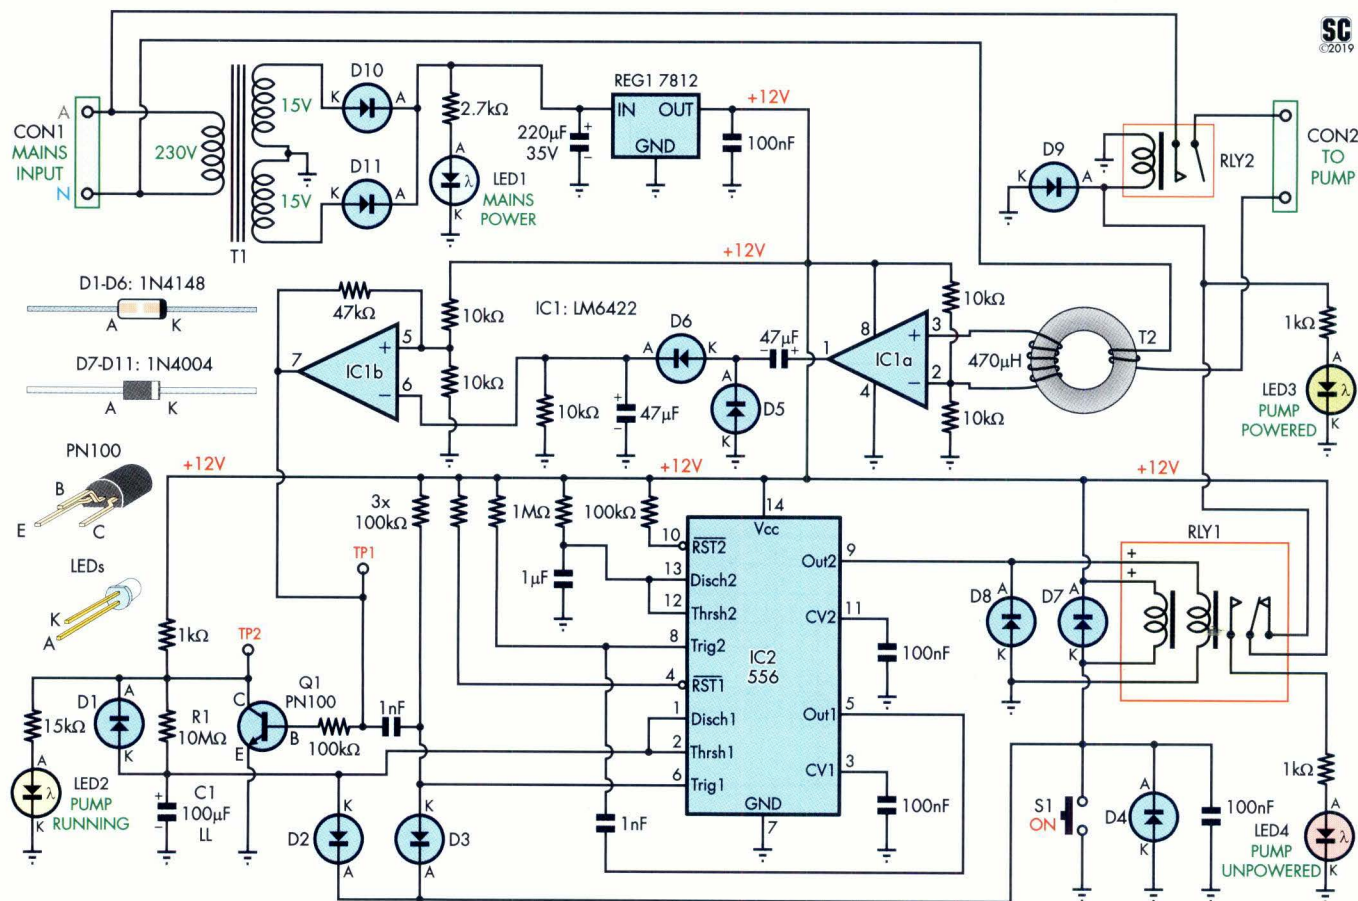 SC
©2019
A
CON1
MAINS
INPUT
N
230V
T1
15V
15V
K
D10
A
K
D11
A
2.7kΩ
A
λ
K
LED1
MAINS
POWER
220µF
35V
+
−
REG1 7812
IN
OUT
GND
+12V
100nF
D9
K
A
RLY2
CON2
TO
PUMP
D1-D6: 1N4148
A
K
D7-D11: 1N4004
A
K
PN100
B
E
C
LEDs
K
A
+12V
47kΩ
7
IC1b
5
+
6
−
10kΩ
10kΩ
IC1: LM6422
D6
A
K
47µF
−
+
10kΩ
+
47µF
−
A
D5
K
1
IC1a
8
4
3
+
2
−
10kΩ
10kΩ
470µH
T2
1kΩ
A
λ
K
LED3
PUMP
POWERED
+12V
+12V
+12V
3x
100kΩ
1MΩ
1µF
100kΩ
14
Vcc
10
RST2
13
Disch2
12
Thrsh2
8
Trig2
4
RST1
1
Disch1
2
Thrsh1
6
Trig1
IC2
556
GND
7
Out2
9
CV2
11
100nF
Out1
5
CV1
3
100nF
D8
A
K
D7
A
K
RLY1
+
+
TP1
TP2
1kΩ
15kΩ
A
λ
K
LED2
PUMP
RUNNING
D1
A
K
R1
10MΩ
+
−
C1
100µF
LL
C
Q1
PN100
B
E
100kΩ
1nF
K
D2
A
K
D3
A
1nF
S1
ON
A
D4
K
100nF
1kΩ
A
λ
K
LED4
PUMP
UNPOWERED